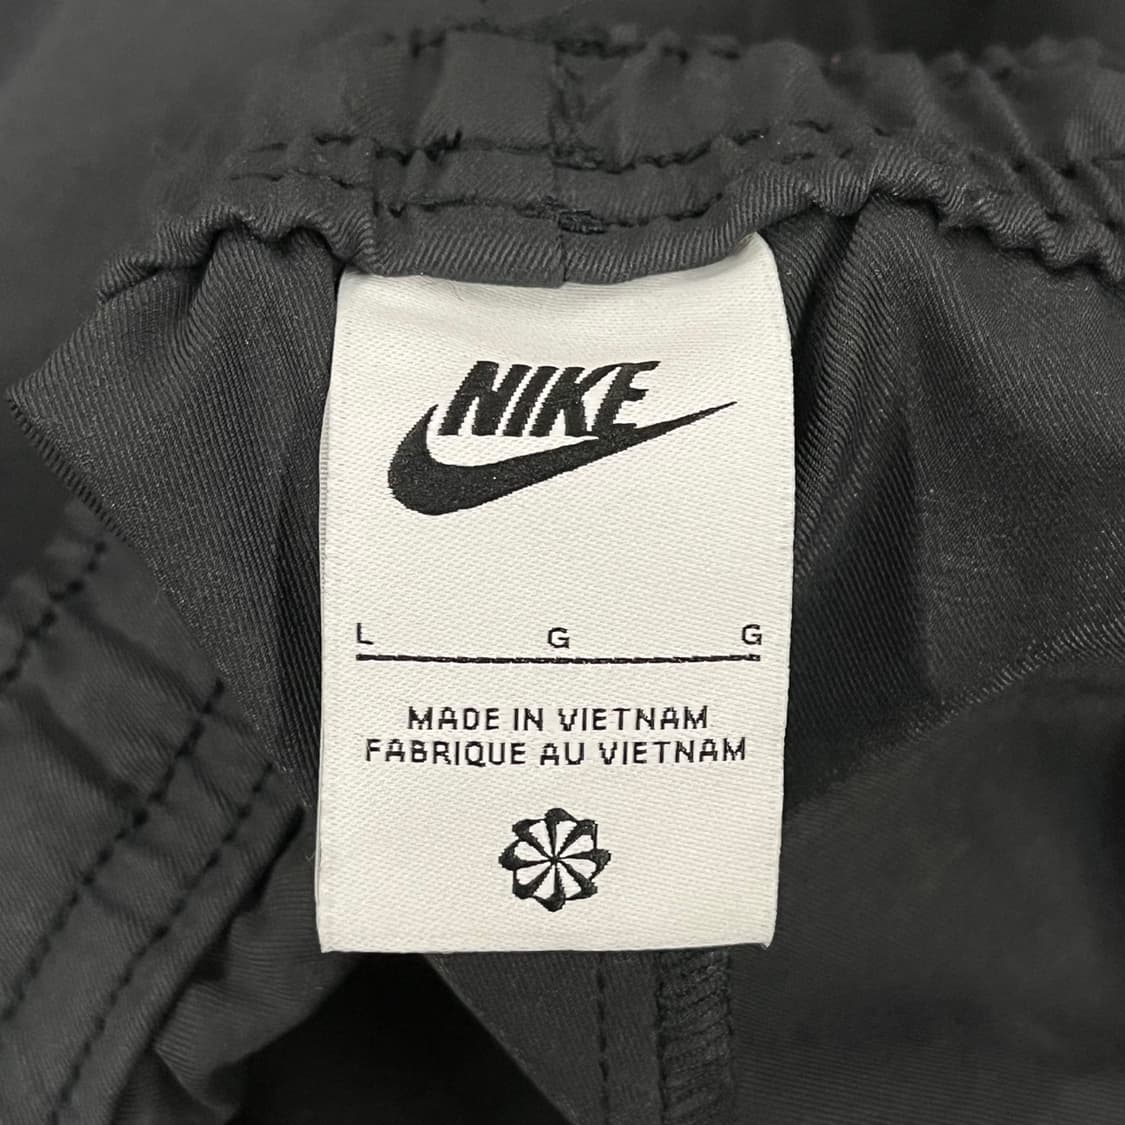 NIKE
L G G
MADE IN VIETNAM
FABRIQUE AU VIETNAM